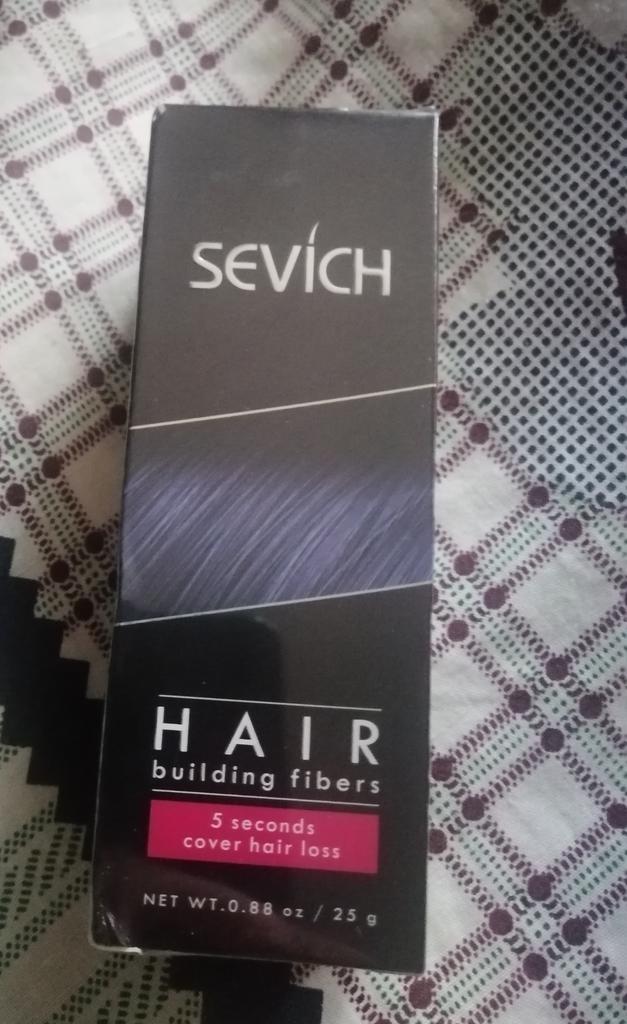 SEVICH
HAIR
building fibers
5 seconds
cover hair loss
NET WT.0.88 oz / 25 g